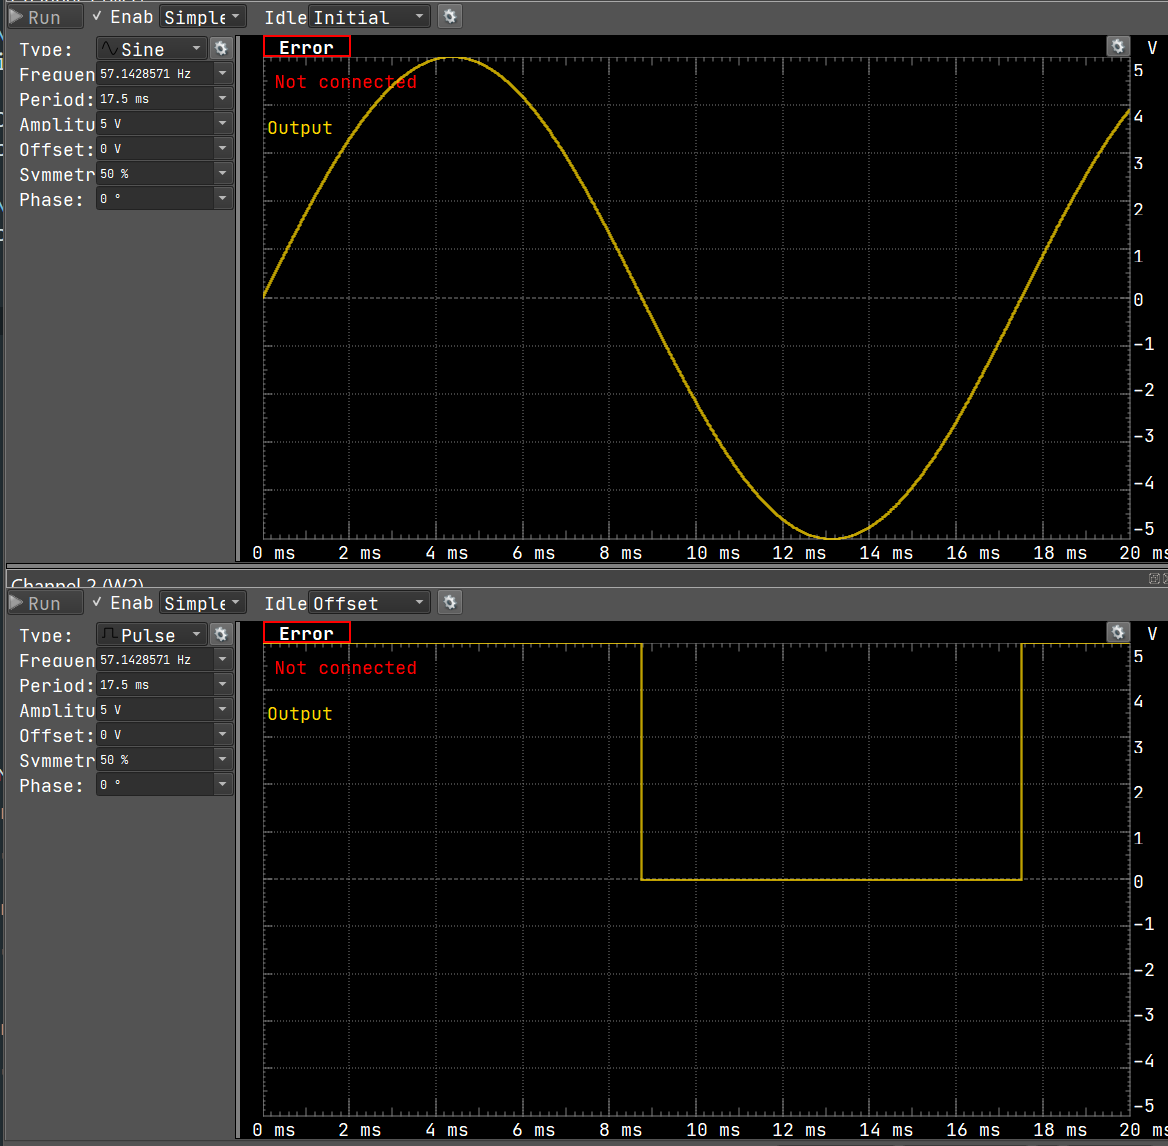 Run ✓ Enab Simple Idle Initial
Type: Sine
Frequen 57.1428571 Hz
Period: 17.5 ms
Amplitu 5 V
Offset: 0 V
Symmetr 50 %
Phase: 0 °
Error
V
Not connected
Output
5
4
3
2
1
0
-1
-2
-3
-4
-5
0 ms 2 ms 4 ms 6 ms 8 ms 10 ms 12 ms 14 ms 16 ms 18 ms 20 ms
Channel 2 (W2)
Run ✓ Enab Simple Idle Offset
Type: Pulse
Frequen 57.1428571 Hz
Period: 17.5 ms
Amplitu 5 V
Offset: 0 V
Symmetr 50 %
Phase: 0 °
Error
V
Not connected
Output
5
4
3
2
1
0
-1
-2
-3
-4
-5
0 ms 2 ms 4 ms 6 ms 8 ms 10 ms 12 ms 14 ms 16 ms 18 ms 20 ms